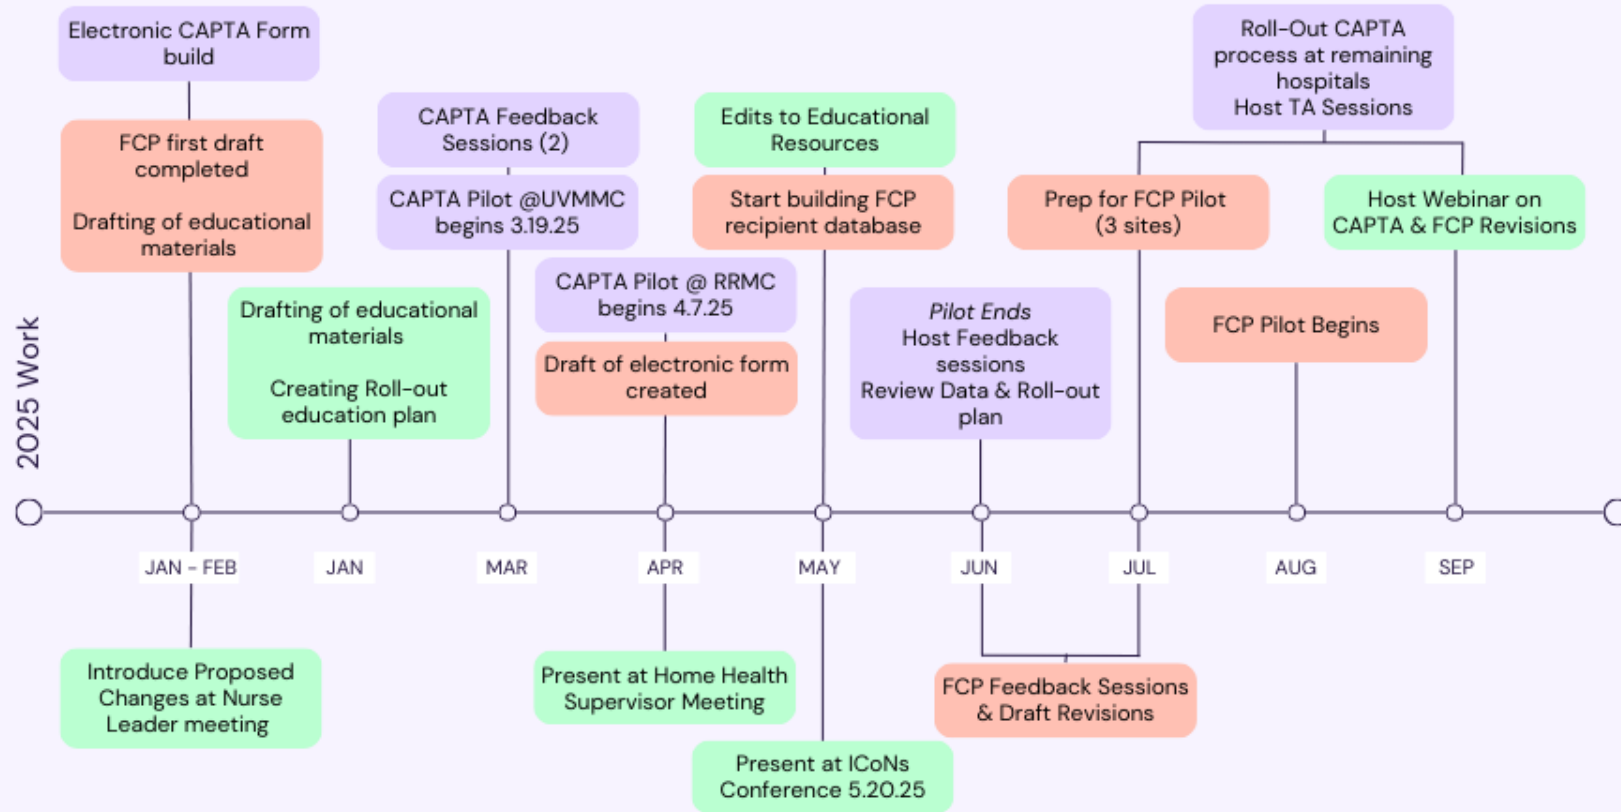 2025 Work
Electronic CAPTA Form
build
FCP first draft
completed
Drafting of educational
materials
Drafting of educational
materials
Creating Roll-out
education plan
CAPTA Feedback
Sessions (2)
CAPTA Pilot @UVMMC
begins 3.19.25
CAPTA Pilot @ RRMC
begins 4.7.25
Draft of electronic form
created
Edits to Educational
Resources
Start building FCP
recipient database
Pilot Ends
Host Feedback
sessions
Review Data & Roll-out
plan
Roll-Out CAPTA
process at remaining
hospitals
Host TA Sessions
Prep for FCP Pilot
(3 sites)
FCP Pilot Begins
Host Webinar on
CAPTA & FCP Revisions
JAN - FEB
JAN
MAR
APR
MAY
JUN
JUL
AUG
SEP
Introduce Proposed
Changes at Nurse
Leader meeting
Present at Home Health
Supervisor Meeting
Present at ICoNs
Conference 5.20.25
FCP Feedback Sessions
& Draft Revisions